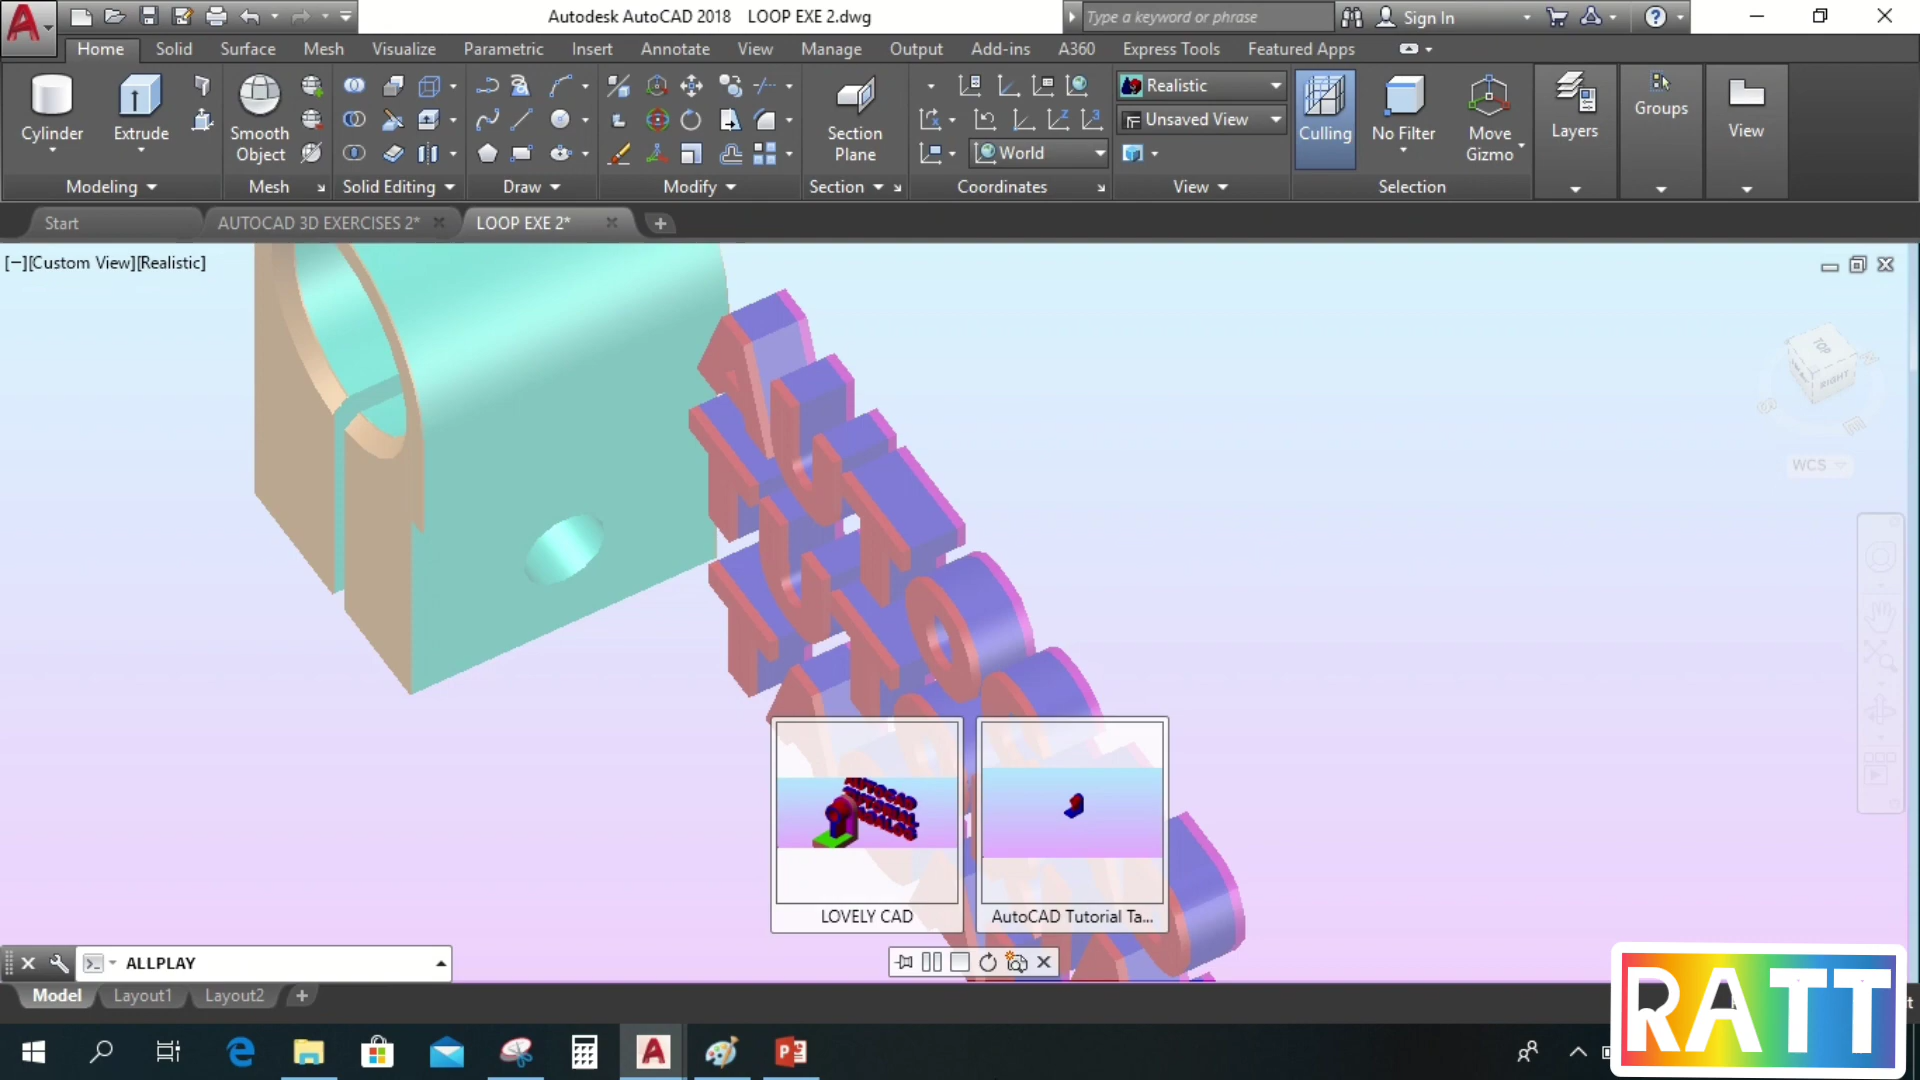 Autodesk AutoCAD 2018 LOOP EXE 2.dwg
Type a keyword or phrase
Sign In
Home Solid Surface Mesh Visualize Parametric Insert Annotate View Manage Output Add-ins A360 Express Tools Featured Apps
Cylinder
Extrude
Smooth Object
Section Plane
Realistic
Unsaved View
World
Culling
No Filter
Move Gizmo
Layers
Groups
View
Modeling Mesh Solid Editing Draw Modify Section Coordinates View Selection
Start AUTOCAD 3D EXERCISES 2* LOOP EXE 2*
[−][Custom View][Realistic]
TOP
RIGHT
WCS
AUTO
TUTO
LOVELY CAD
AutoCAD Tutorial Ta...
ALLPLAY
Model Layout1 Layout2
RATT